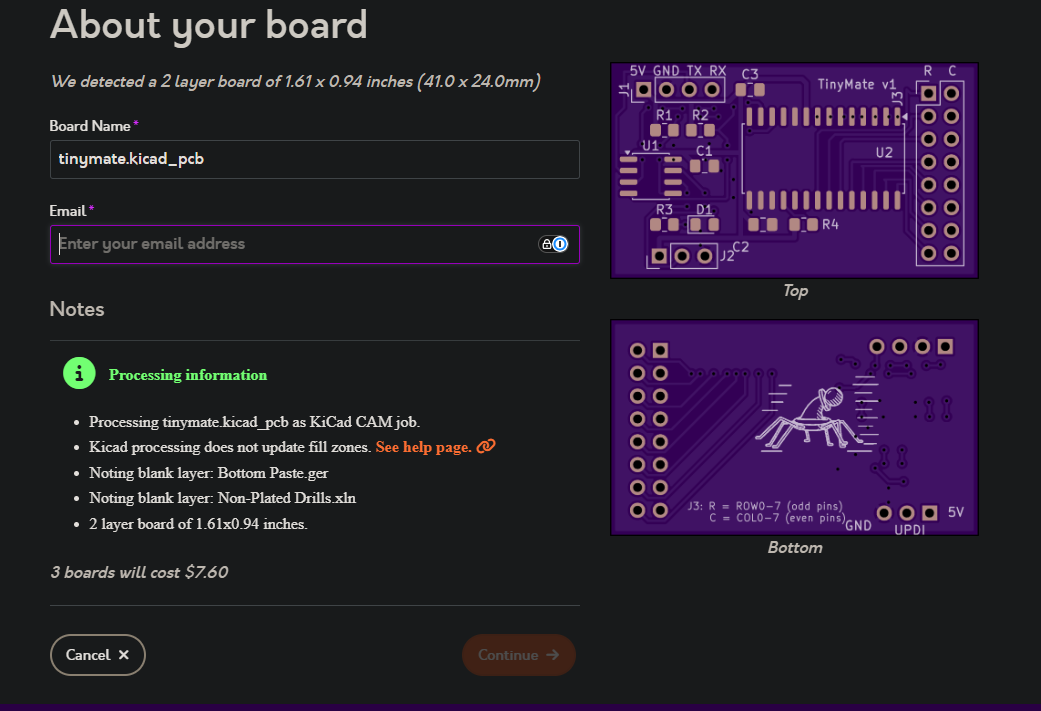 About your board
We detected a 2 layer board of 1.61 x 0.94 inches (41.0 x 24.0mm)
Board Name*
tinymate.kicad_pcb
Email*
Enter your email address
Notes
Processing information
Processing tinymate.kicad_pcb as KiCad CAM job.
Kicad processing does not update fill zones. See help page.
Noting blank layer: Bottom Paste.ger
Noting blank layer: Non-Plated Drills.xln
2 layer board of 1.61x0.94 inches.
3 boards will cost $7.60
Cancel
Continue
5V GND TX RX C3
TinyMate v1
R C
J1
J3
R1 R2
U1
C1
U2
R3 D1
R4
J2
C2
Top
J3: R = ROW0-7 (odd pins)
C = COL0-7 (even pins)
GND
UPDI
5V
Bottom